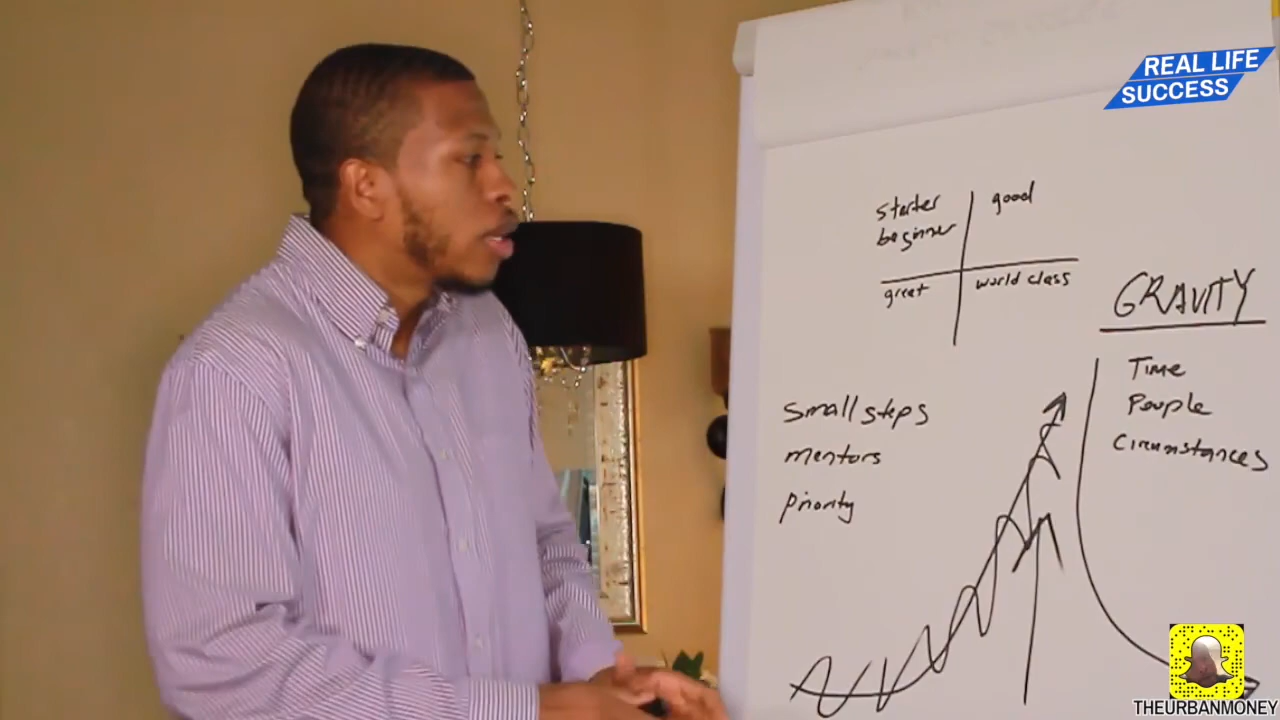 REAL LIFE
SUCCESS
starter
beginner
good
great
world class
GRAVITY
Time
People
Circumstances
small steps
mentors
priority
THEURBANMONEY